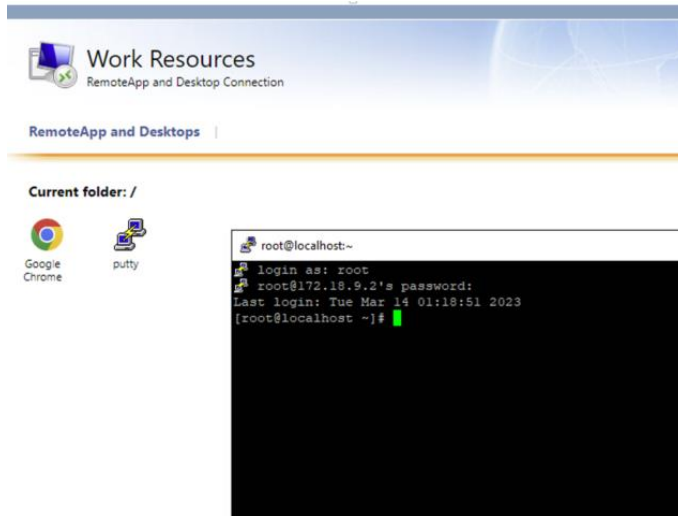 Work Resources
RemoteApp and Desktop Connection
RemoteApp and Desktops |
Current folder: /
Google
Chrome
putty
root@localhost:~
login as: root
root@172.18.9.2's password:
Last login: Tue Mar 14 01:18:51 2023
[root@localhost ~]#